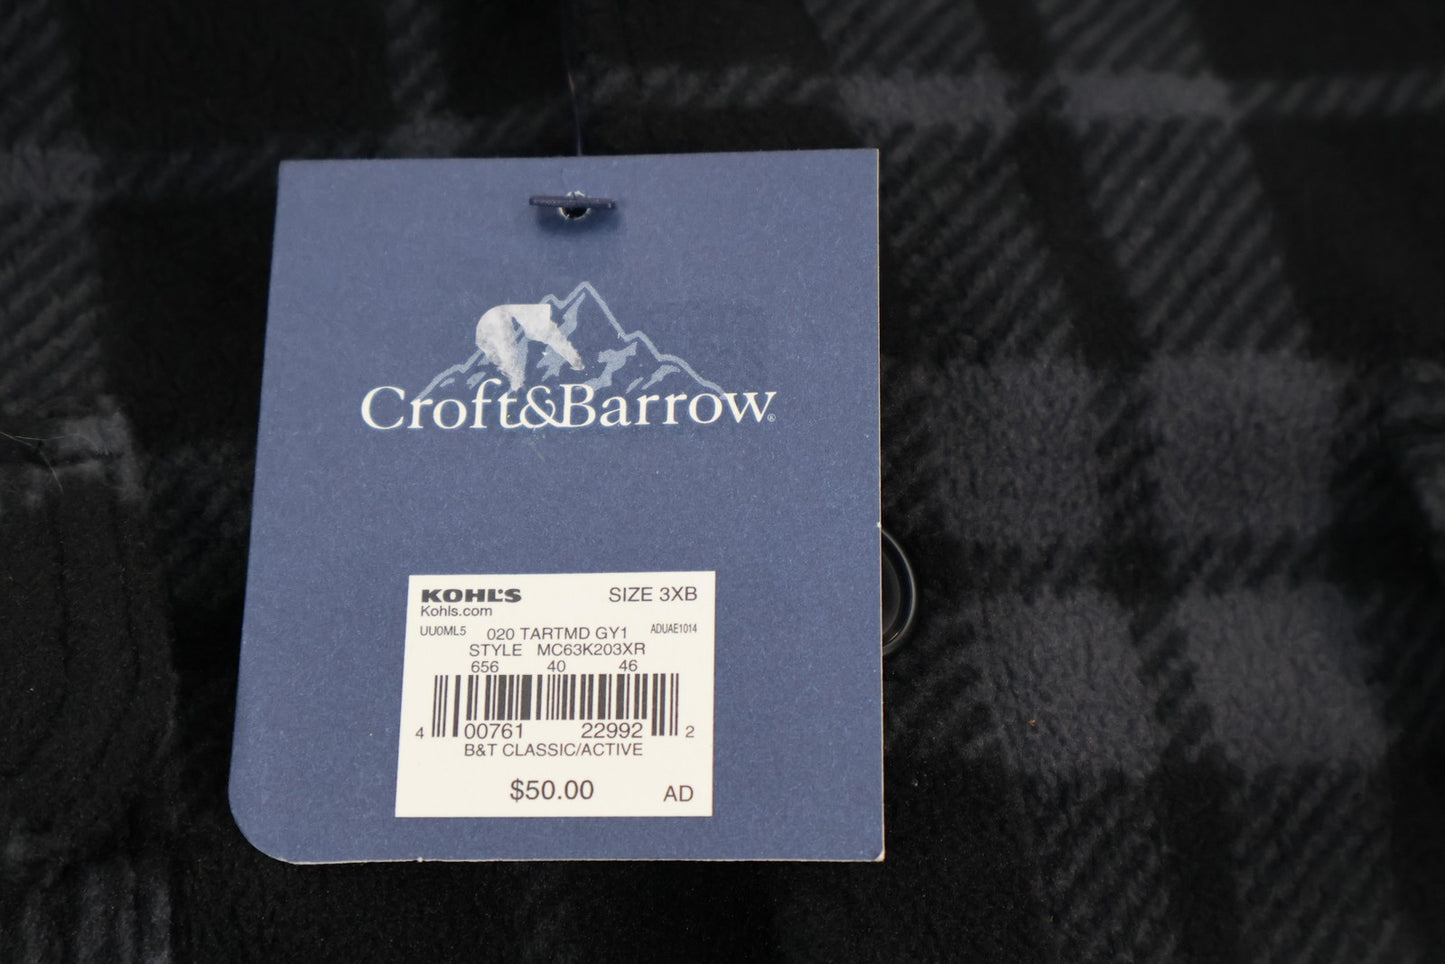 Croft&Barrow®
KOHL'S SIZE 3XB
Kohls.com
UU0ML5 020 TARTMD GY1 ADUAE1014
STYLE MC63K203XR
656 40 46
4 00761 22992 2
B&T CLASSIC/ACTIVE
$50.00 AD